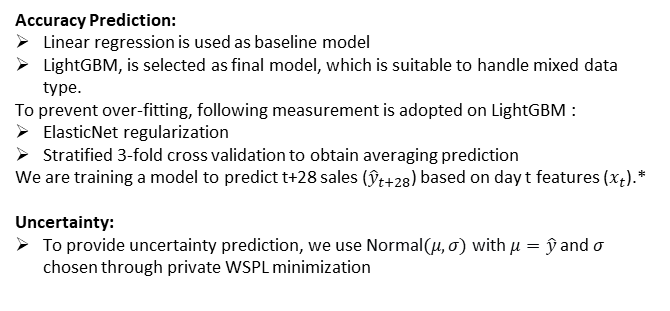 Accuracy Prediction:
➢ Linear regression is used as baseline model
➢ LightGBM, is selected as final model, which is suitable to handle mixed data
type.
To prevent over-fitting, following measurement is adopted on LightGBM :
➢ ElasticNet regularization
➢ Stratified 3-fold cross validation to obtain averaging prediction
We are training a model to predict t+28 sales (ŷₜ₊₂₈) based on day t features (xₜ).*
Uncertainty:
➢ To provide uncertainty prediction, we use Normal(μ, σ) with μ = ŷ and σ
chosen through private WSPL minimization